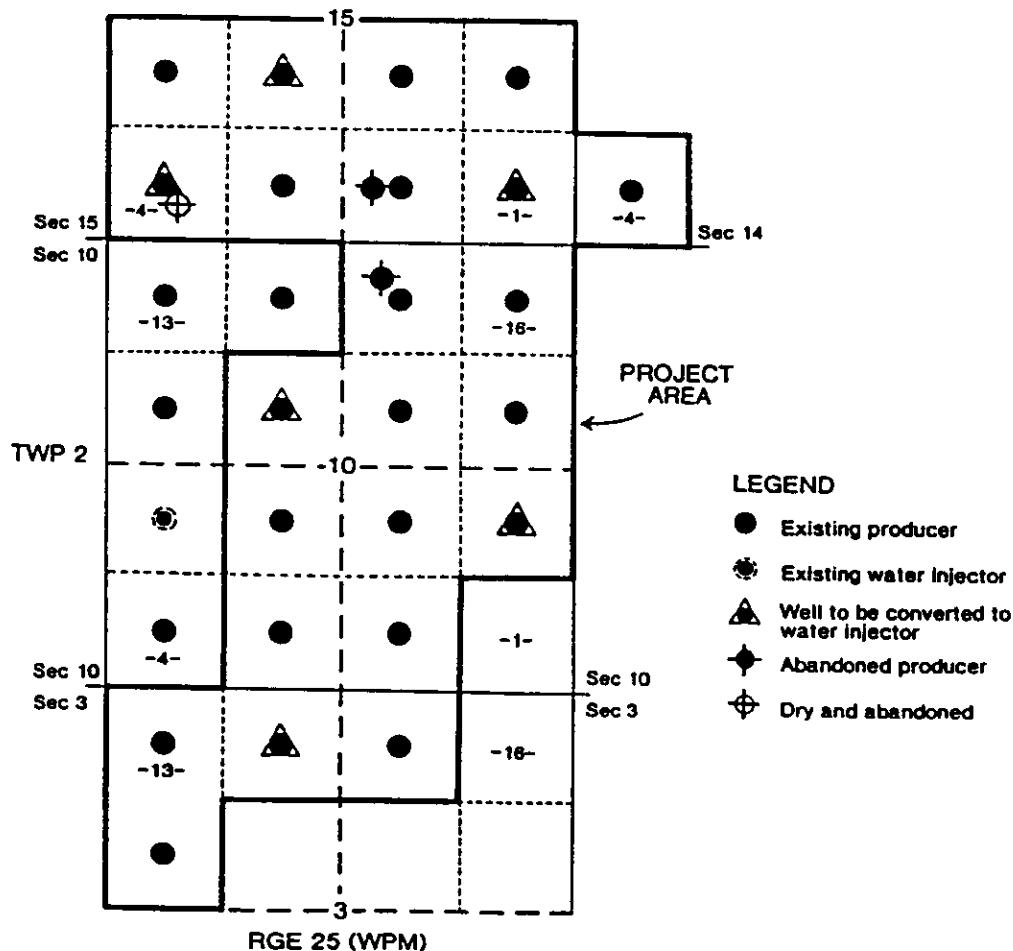 15
-4-
-1-
-4-
Sec 15
Sec 14
Sec 10
-13-
-16-
PROJECT
AREA
TWP 2
10
LEGEND
Existing producer
Existing water injector
Well to be converted to
water injector
Abandoned producer
Dry and abandoned
-4-
-1-
Sec 10
Sec 10
Sec 3
Sec 3
-13-
-16-
3
RGE 25 (WPM)